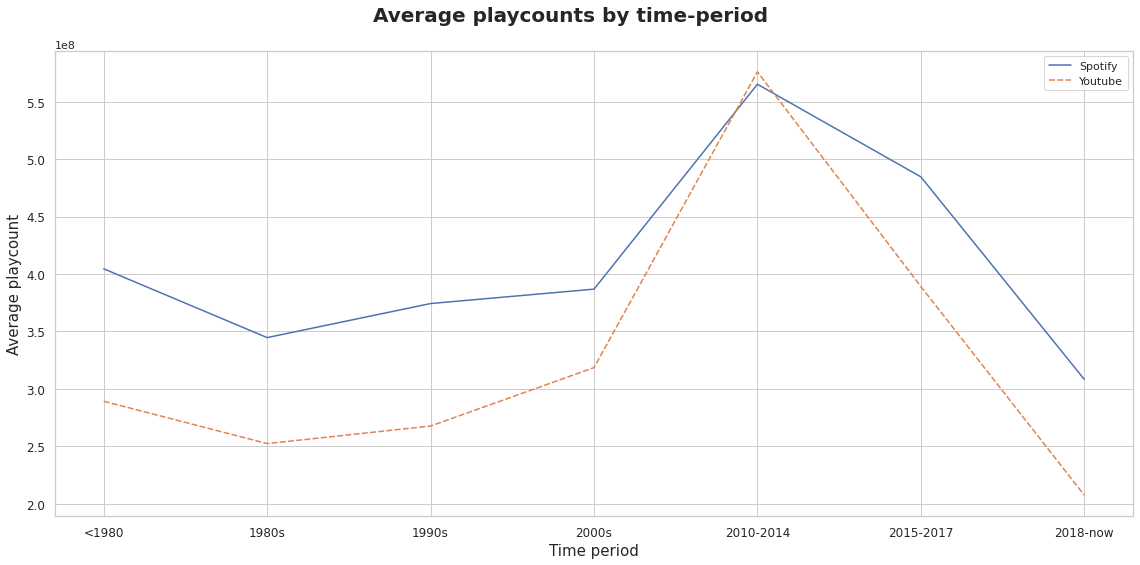 Average playcounts by time-period
1e8
Spotify
Youtube
5.5
5.0
4.5
4.0
3.5
3.0
2.5
2.0
Average playcount
<1980 1980s 1990s 2000s 2010-2014 2015-2017 2018-now
Time period